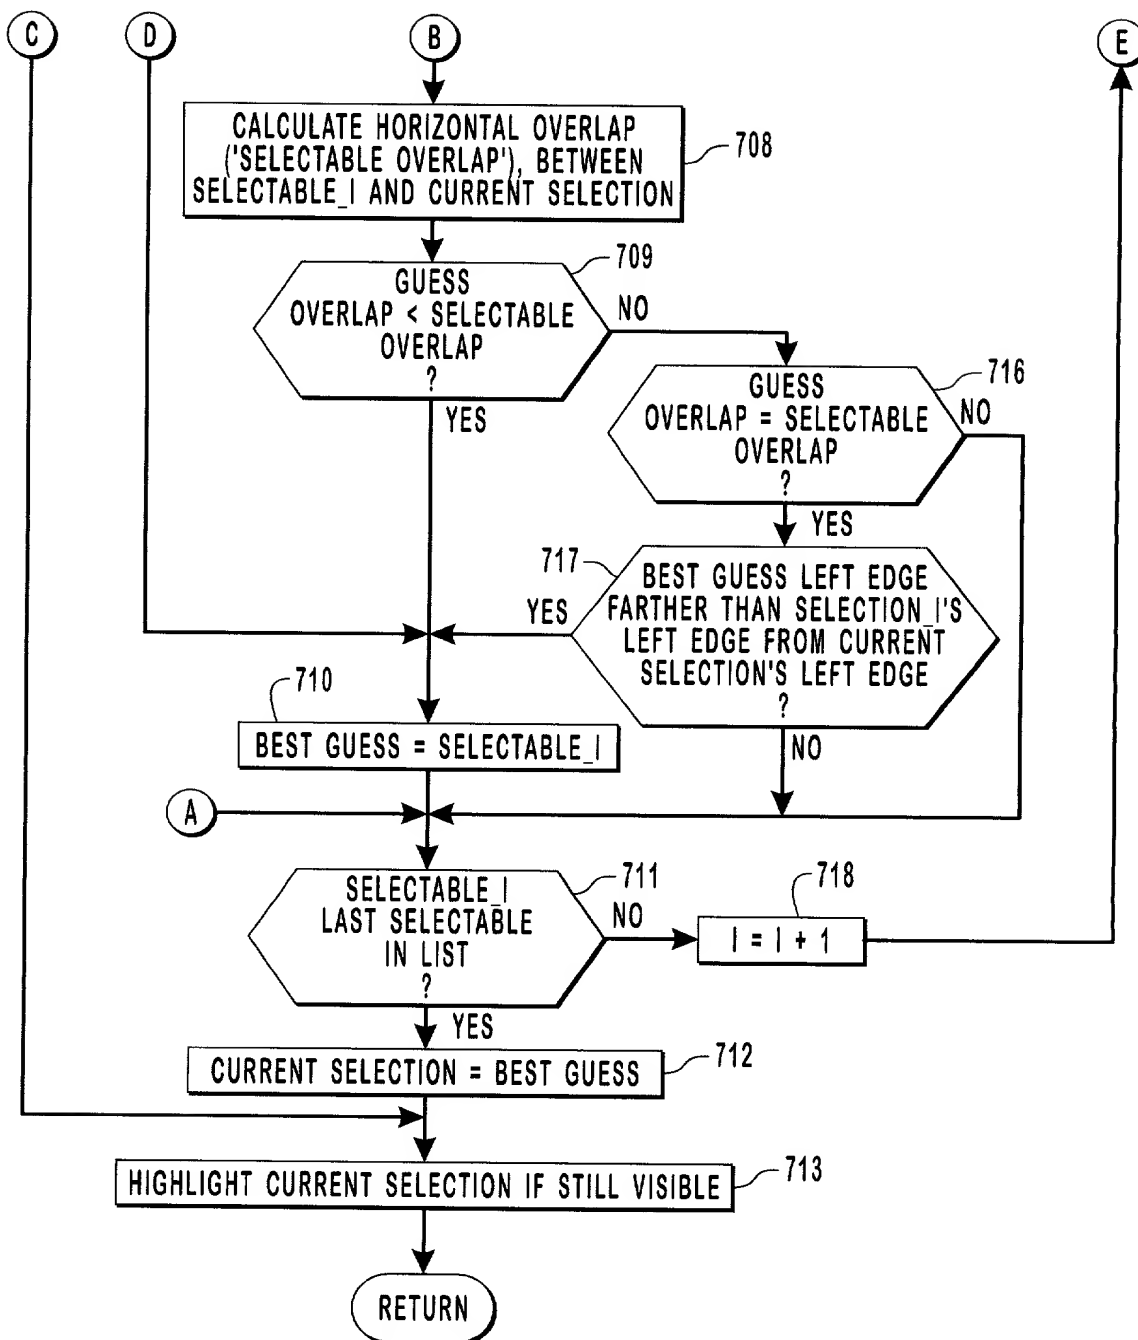 C
D
B
E
CALCULATE HORIZONTAL OVERLAP
('SELECTABLE OVERLAP'), BETWEEN
SELECTABLE_I AND CURRENT SELECTION
708
709
GUESS
OVERLAP < SELECTABLE
OVERLAP
?
NO
YES
716
GUESS
OVERLAP = SELECTABLE
OVERLAP
?
NO
YES
717
BEST GUESS LEFT EDGE
FARTHER THAN SELECTION_I'S
LEFT EDGE FROM CURRENT
SELECTION'S LEFT EDGE
?
YES
NO
710
BEST GUESS = SELECTABLE_I
A
711
SELECTABLE_I
LAST SELECTABLE
IN LIST
?
NO
718
I = I + 1
YES
CURRENT SELECTION = BEST GUESS
712
HIGHLIGHT CURRENT SELECTION IF STILL VISIBLE
713
RETURN